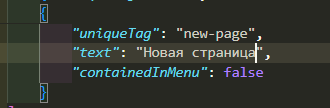 {
"uniqueTag": "new-page",
"text": "Новая страница",
"containedInMenu": false
}